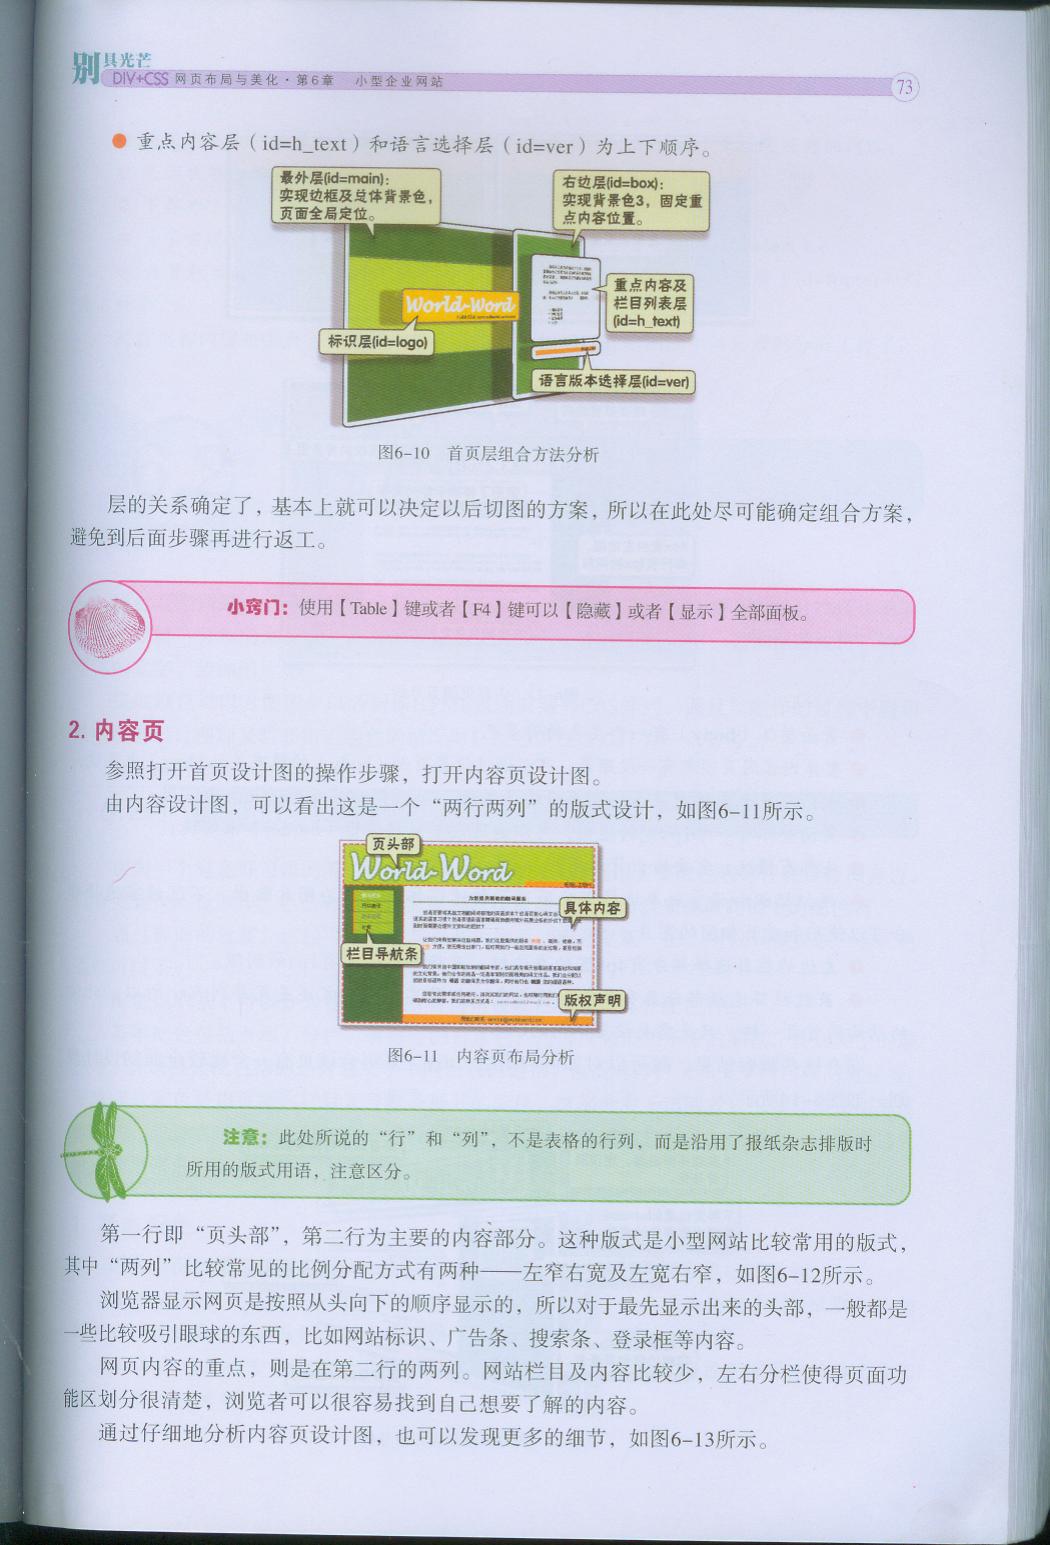 别具光芒
DIV+CSS 网页布局与美化·第6章 小型企业网站
73
● 重点内容层（id=h_text）和语言选择层（id=ver）为上下顺序。
最外层(id=main):
实现边框及总体背景色,
页面全局定位。
右边层(id=box):
实现背景色3，固定重
点内容位置。
重点内容及
栏目列表层
(id=h_text)
World-Word
标识层(id=logo)
语言版本选择层(id=ver)
图6-10 首页层组合方法分析
层的关系确定了，基本上就可以决定以后切图的方案，所以在此处尽可能确定组合方案，
避免到后面步骤再进行返工。
小窍门：使用【Table】键或者【F4】键可以【隐藏】或者【显示】全部面板。
2. 内容页
参照打开首页设计图的操作步骤，打开内容页设计图。
由内容设计图，可以看出这是一个“两行两列”的版式设计，如图6-11所示。
页头部
World-Word
具体内容
栏目导航条
版权声明
图6-11 内容页布局分析
注意：此处所说的“行”和“列”，不是表格的行列，而是沿用了报纸杂志排版时
所用的版式用语，注意区分。
第一行即“页头部”，第二行为主要的内容部分。这种版式是小型网站比较常用的版式，
其中“两列”比较常见的比例分配方式有两种——左窄右宽及左宽右窄，如图6-12所示。
浏览器显示网页是按照从头向下的顺序显示的，所以对于最先显示出来的头部，一般都是
一些比较吸引眼球的东西，比如网站标识、广告条、搜索条、登录框等内容。
网页内容的重点，则是在第二行的两列。网站栏目及内容比较少，左右分栏使得页面功
能区划分很清楚，浏览者可以很容易找到自己想要了解的内容。
通过仔细地分析内容页设计图，也可以发现更多的细节，如图6-13所示。